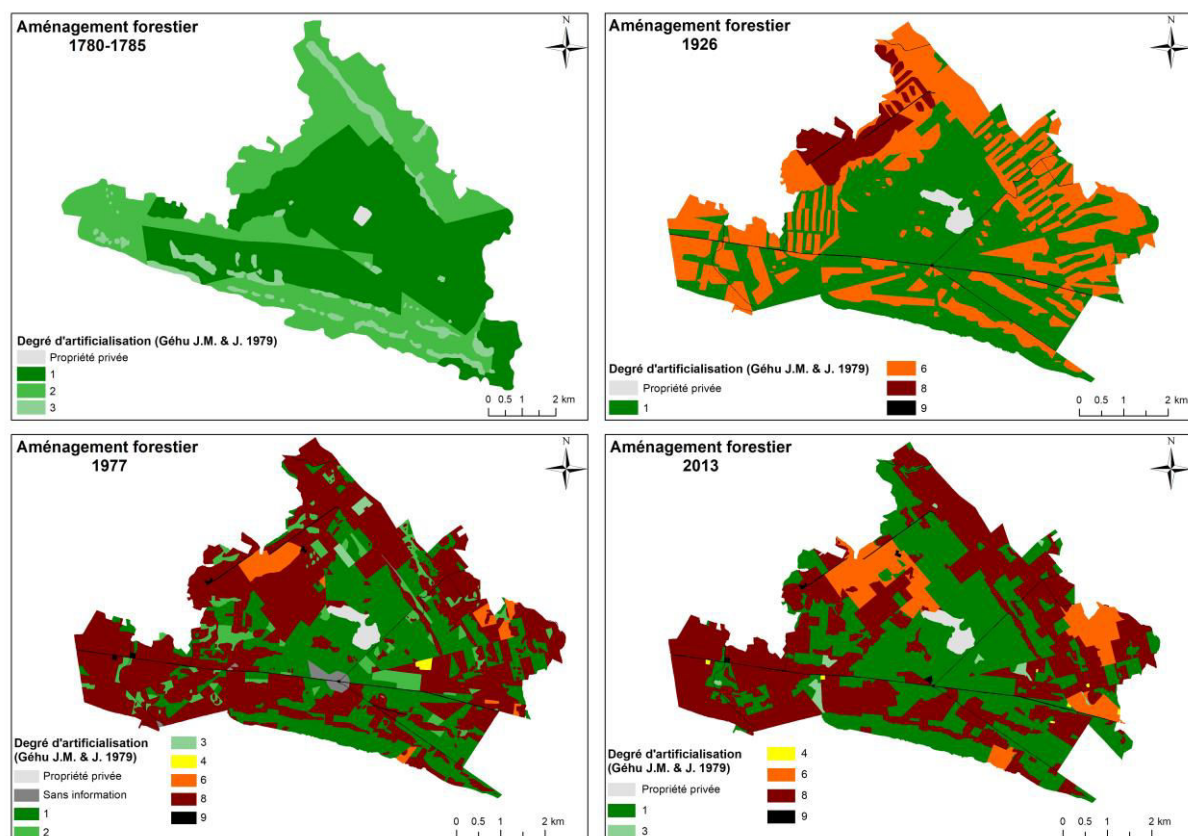 Aménagement forestier
1780-1785
N
Degré d'artificialisation (Géhu J.M. & J. 1979)
Propriété privée
1
2
3
0 0.5 1 2 km
Aménagement forestier
1926
N
Degré d'artificialisation (Géhu J.M. & J. 1979)
Propriété privée
1
6
8
9
0 0.5 1 2 km
Aménagement forestier
1977
N
Degré d'artificialisation
(Géhu J.M. & J. 1979)
Propriété privée
Sans information
1
2
3
4
6
8
9
0 0.5 1 2 km
Aménagement forestier
2013
N
Degré d'artificialisation
(Géhu J.M. & J. 1979)
Propriété privée
1
3
4
6
8
9
0 0.5 1 2 km